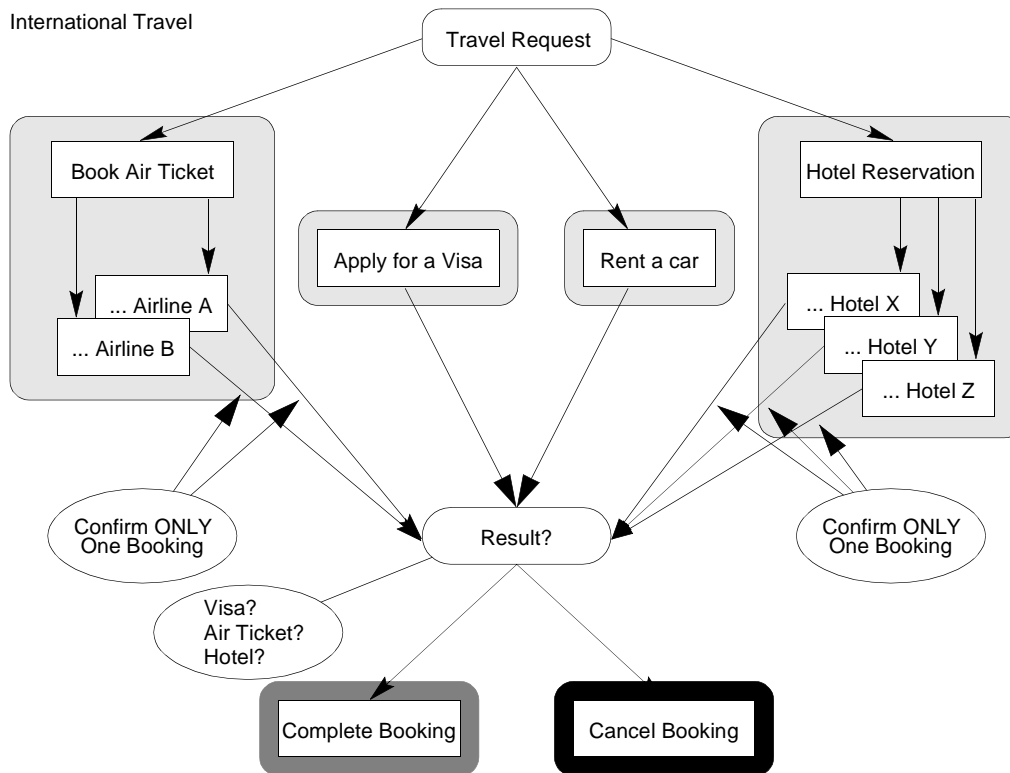 International Travel
Travel Request
Book Air Ticket
Hotel Reservation
Apply for a Visa
Rent a car
... Airline A
... Hotel X
... Airline B
... Hotel Y
... Hotel Z
Confirm ONLY
One Booking
Result?
Confirm ONLY
One Booking
Visa?
Air Ticket?
Hotel?
Complete Booking
Cancel Booking